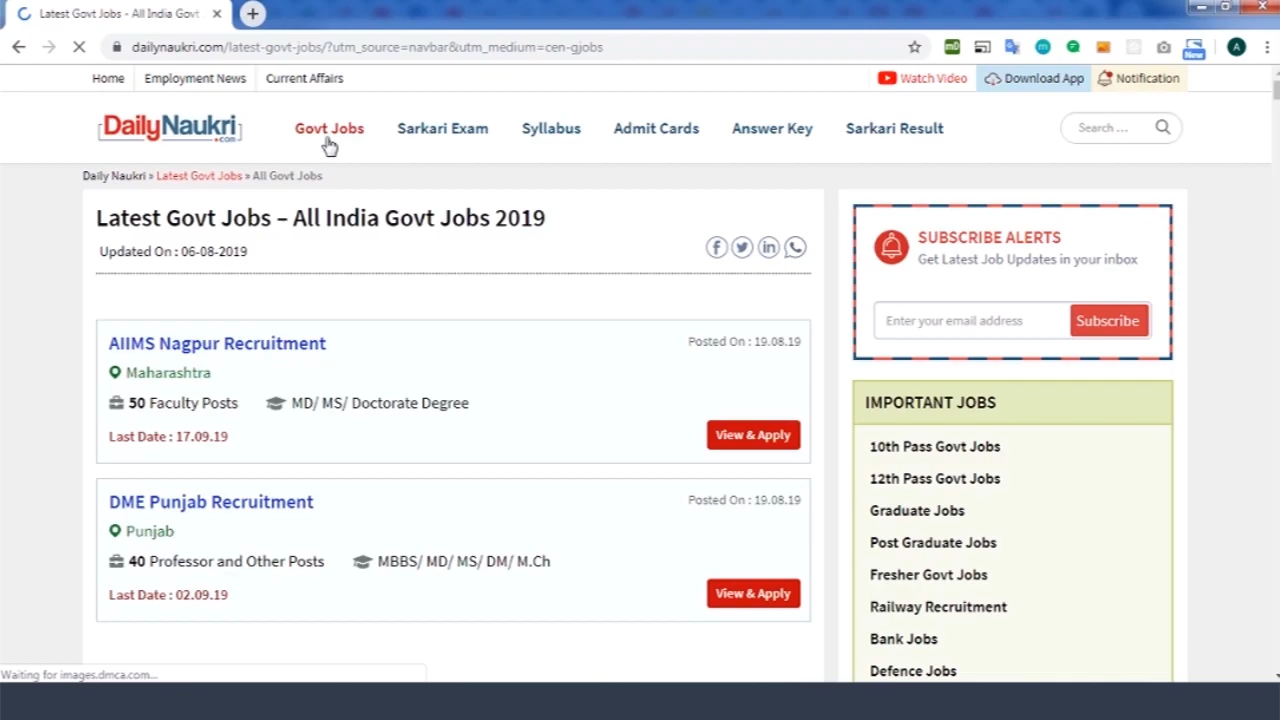 Latest Govt Jobs - All India Govt
dailynaukri.com/latest-govt-jobs/?utm_source=navbar&utm_medium=cen-gjobs
New
A
Home Employment News Current Affairs Watch Video Download App Notification
DailyNaukri .com Govt Jobs Sarkari Exam Syllabus Admit Cards Answer Key Sarkari Result Search ...
Daily Naukri » Latest Govt Jobs » All Govt Jobs
Latest Govt Jobs – All India Govt Jobs 2019
Updated On : 06-08-2019
AIIMS Nagpur Recruitment Posted On : 19.08.19
Maharashtra
50 Faculty Posts MD/ MS/ Doctorate Degree
Last Date : 17.09.19 View & Apply
DME Punjab Recruitment Posted On : 19.08.19
Punjab
40 Professor and Other Posts MBBS/ MD/ MS/ DM/ M.Ch
Last Date : 02.09.19 View & Apply
SUBSCRIBE ALERTS
Get Latest Job Updates in your inbox
Enter your email address Subscribe
IMPORTANT JOBS
10th Pass Govt Jobs
12th Pass Govt Jobs
Graduate Jobs
Post Graduate Jobs
Fresher Govt Jobs
Railway Recruitment
Bank Jobs
Defence Jobs
Waiting for images.dmca.com...